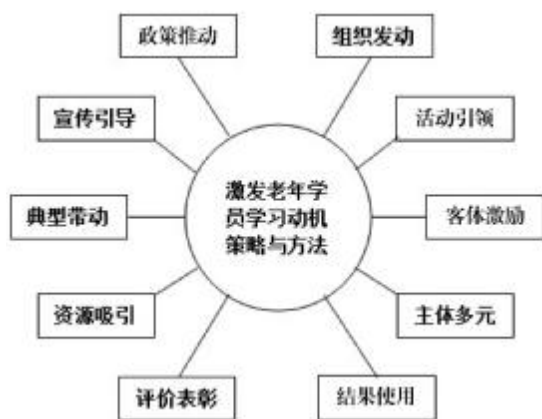 政策推动
组织发动
宣传引导
活动引领
激发老年学
员学习动机
策略与方法
典型带动
客体激励
资源吸引
主体多元
评价表彰
结果使用